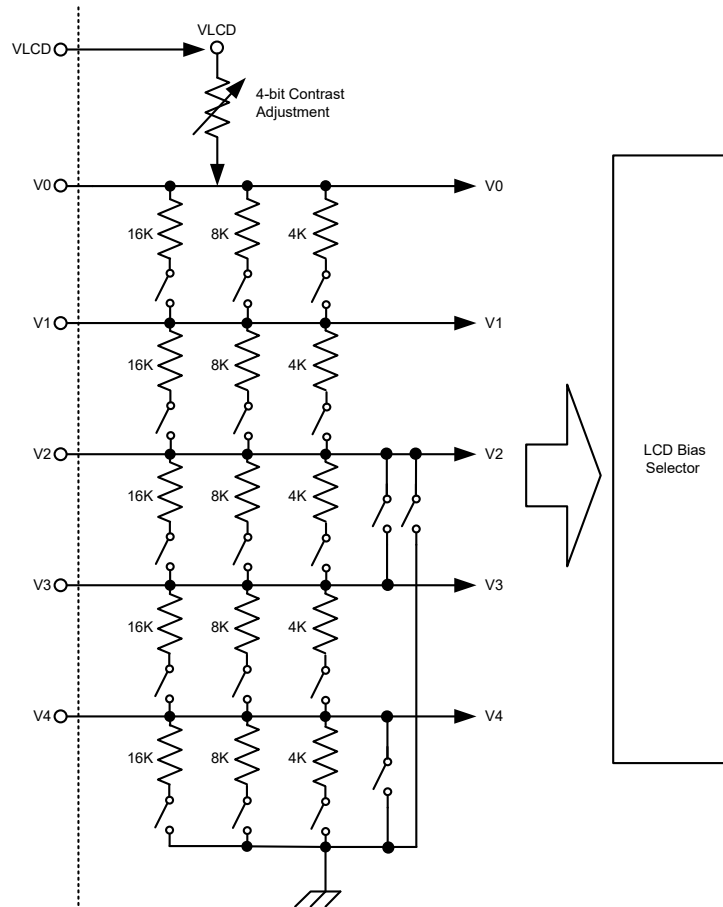 VLCD
VLCD
4-bit Contrast
Adjustment
V0
V0
16K
8K
4K
V1
V1
16K
8K
4K
V2
V2
LCD Bias
Selector
16K
8K
4K
V3
V3
16K
8K
4K
V4
V4
16K
8K
4K